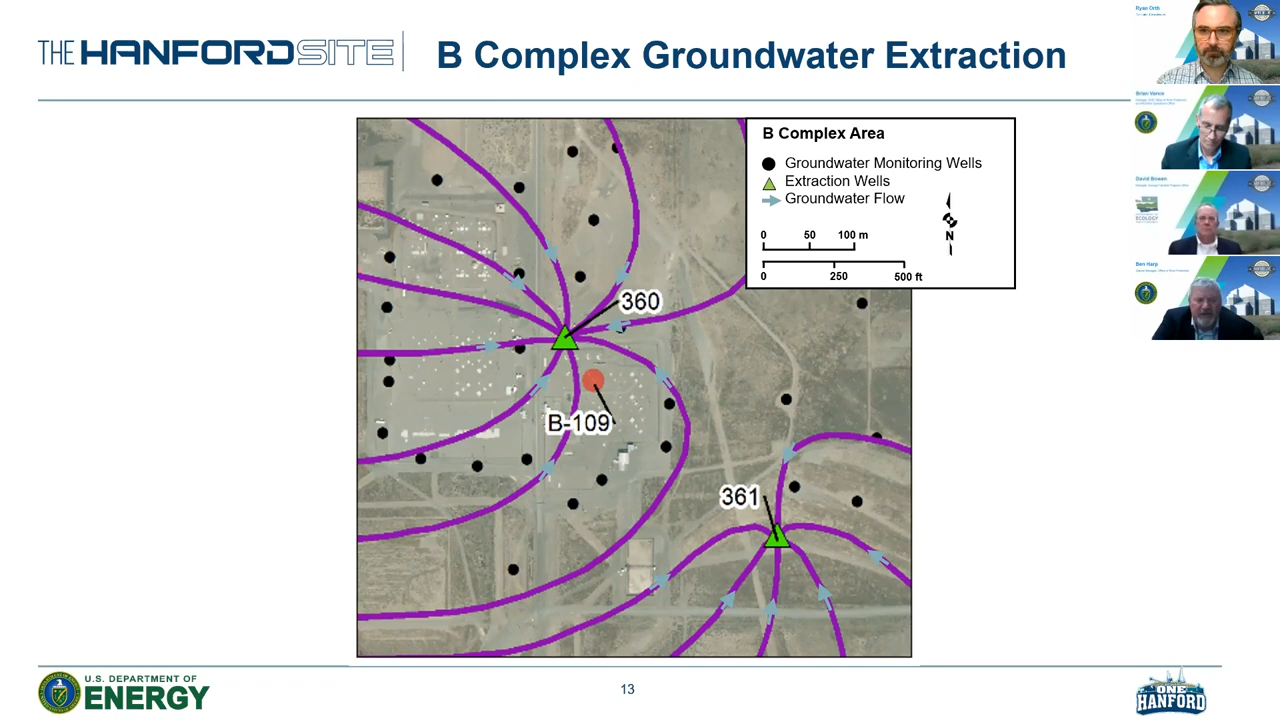 THE HANFORD SITE
B Complex Groundwater Extraction
B Complex Area
Groundwater Monitoring Wells
Extraction Wells
Groundwater Flow
0 50 100 m
N
0 250 500 ft
360
B-109
361
U.S. DEPARTMENT OF
ENERGY
13
ONE
HANFORD
Ryan Orth
Brian Vance
David Bowen
ECOLOGY
Ben Harp